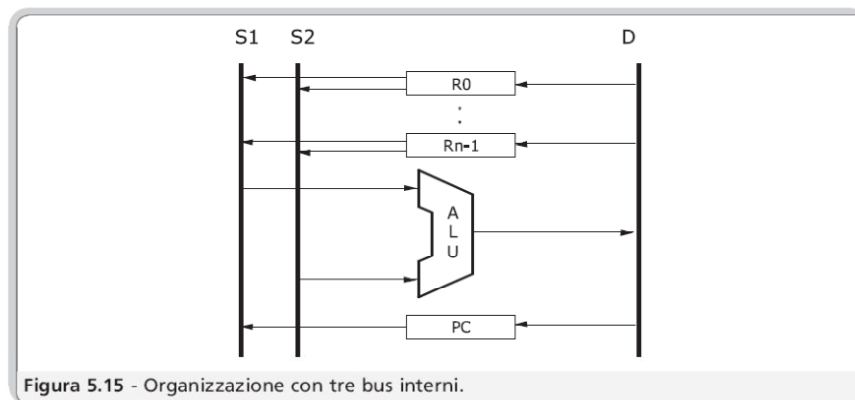 S1 S2 D
R0
:
Rn-1
A
L
U
PC
Figura 5.15 - Organizzazione con tre bus interni.